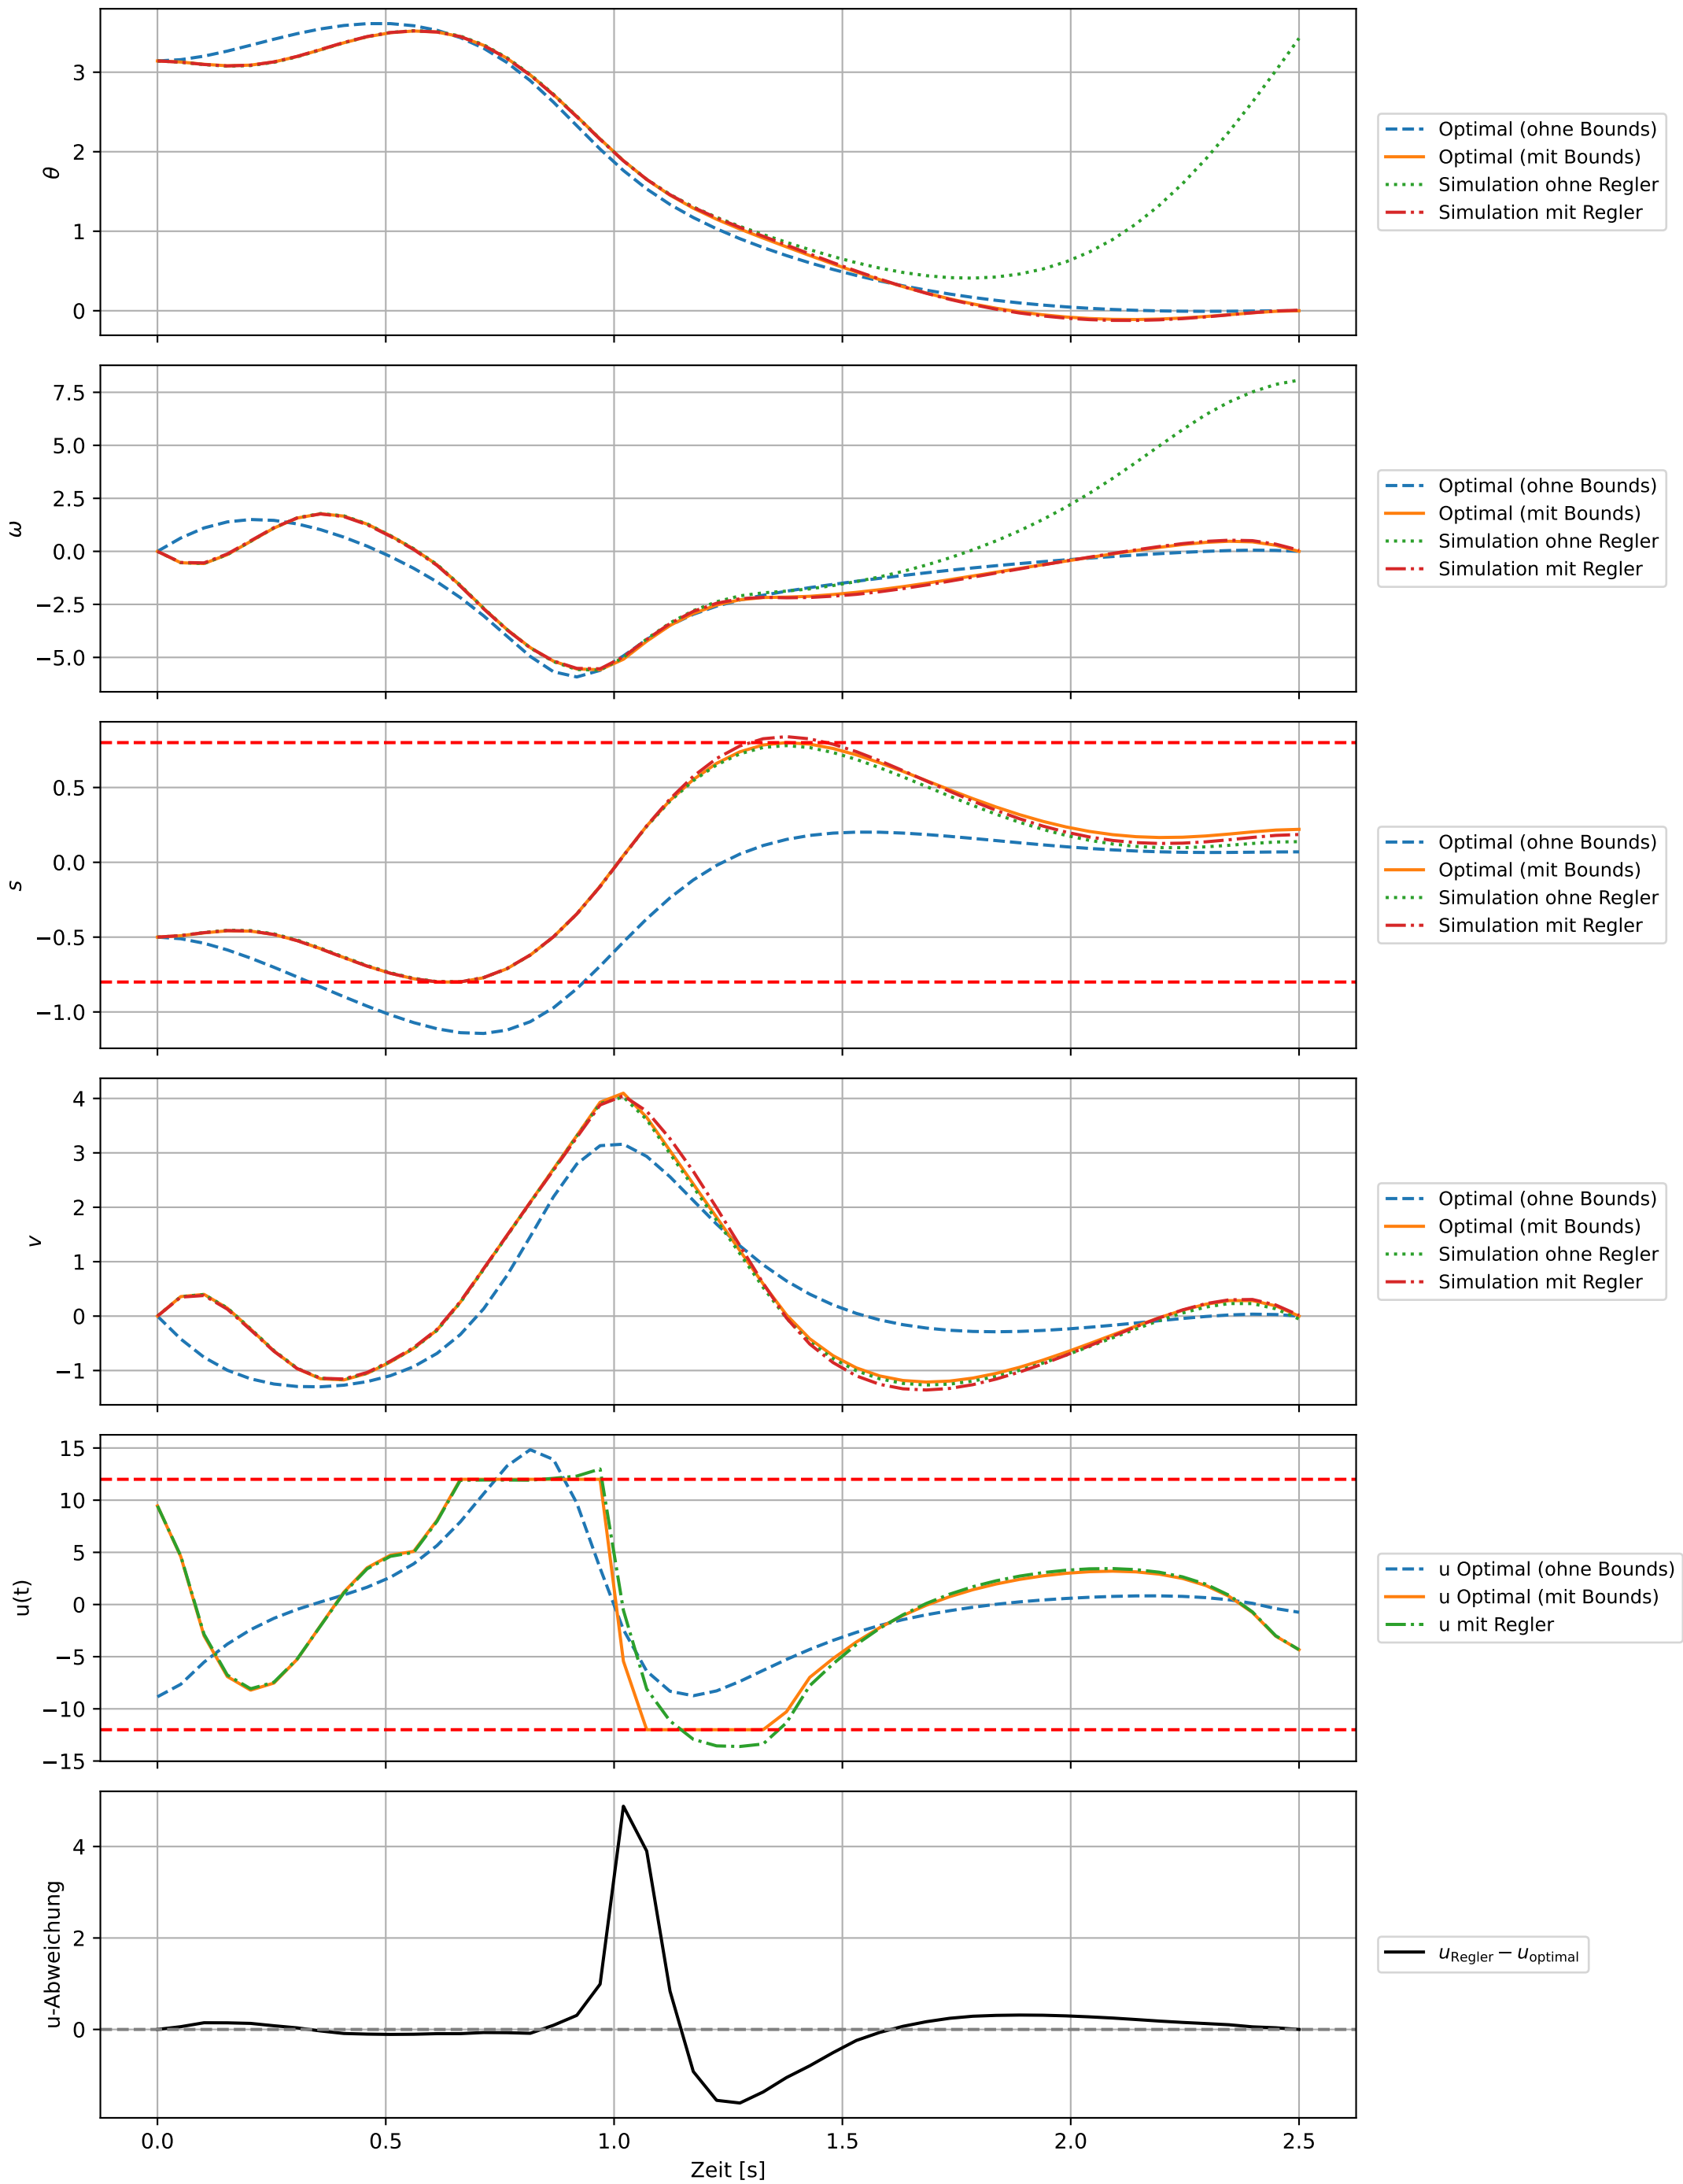 3
2
1
0
θ
Optimal (ohne Bounds)
Optimal (mit Bounds)
Simulation ohne Regler
Simulation mit Regler
7.5
5.0
2.5
0.0
−2.5
−5.0
ω
Optimal (ohne Bounds)
Optimal (mit Bounds)
Simulation ohne Regler
Simulation mit Regler
0.5
0.0
−0.5
−1.0
s
Optimal (ohne Bounds)
Optimal (mit Bounds)
Simulation ohne Regler
Simulation mit Regler
4
3
2
1
0
−1
v
Optimal (ohne Bounds)
Optimal (mit Bounds)
Simulation ohne Regler
Simulation mit Regler
15
10
5
0
−5
−10
−15
u(t)
u Optimal (ohne Bounds)
u Optimal (mit Bounds)
u mit Regler
4
2
0
u-Abweichung
uRegler − uoptimal
0.0 0.5 1.0 1.5 2.0 2.5
Zeit [s]